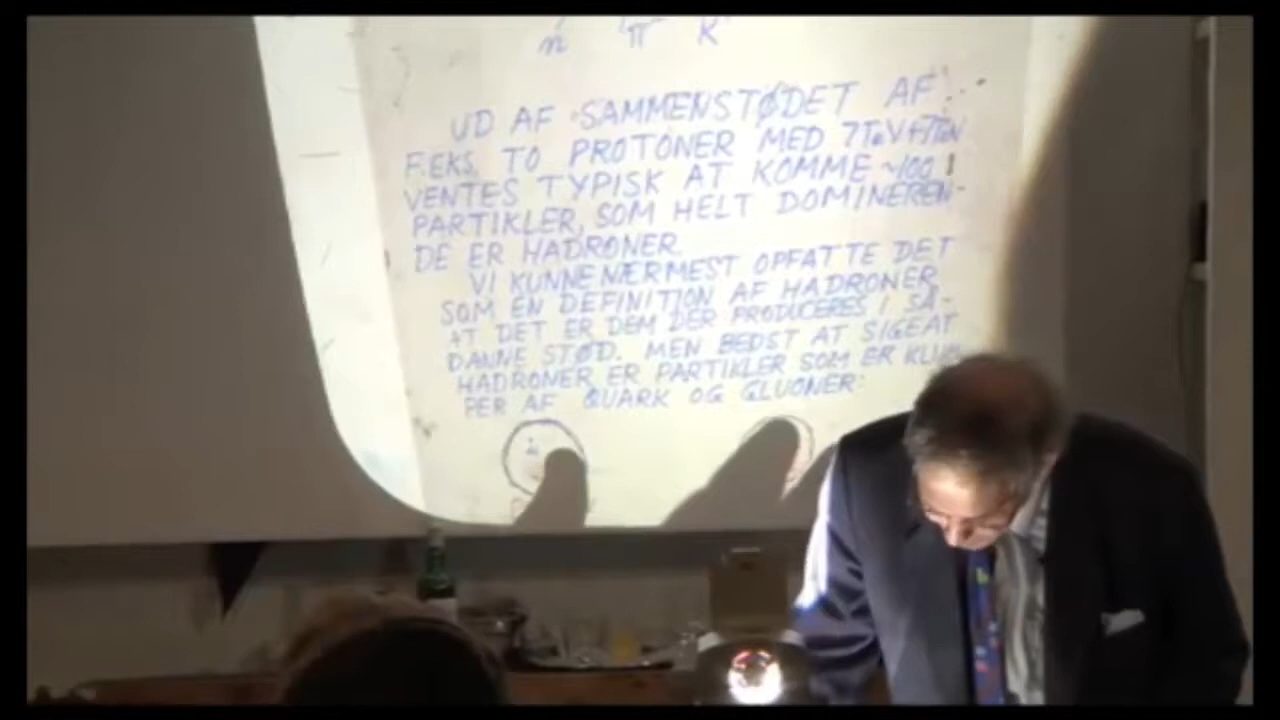 n π K
UD AF SAMMENSTØDET AF
F.EKS. TO PROTONER MED 7TeV+7TeV
VENTES TYPISK AT KOMME ~100
PARTIKLER, SOM HELT DOMINEREN-
DE ER HADRONER.
VI KUNNE NÆRMEST OPFATTE DET
SOM EN DEFINITION AF HADRONER
AT DET ER DEM DER PRODUCERES I SÅ-
DANNE STØD. MEN BEDST AT SIGE AT
HADRONER ER PARTIKLER SOM ER KLUM-
PER AF QUARK OG GLUONER: